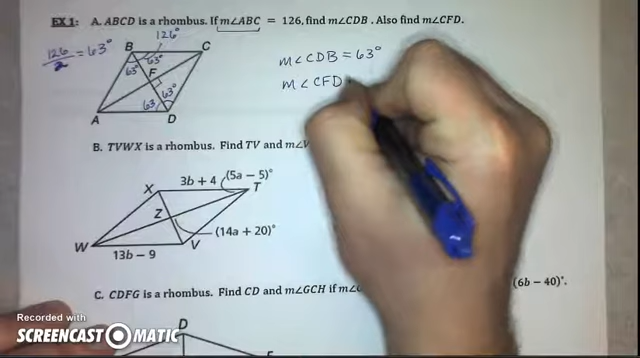 EX 1: A. ABCD is a rhombus. If m∠ABC = 126, find m∠CDB. Also find m∠CFD.
126°
126/2 = 63°
B
C
63°
63°
F
63
63°
A
D
m∠CDB = 63°
m∠CFD
B. TVWX is a rhombus. Find TV and m∠V
X
3b + 4
(5a − 5)°
T
Z
W
V
(14a + 20)°
13b − 9
C. CDFG is a rhombus. Find CD and m∠GCH if m∠
(6b − 40)°.
D
Recorded with
SCREENCAST O MATIC